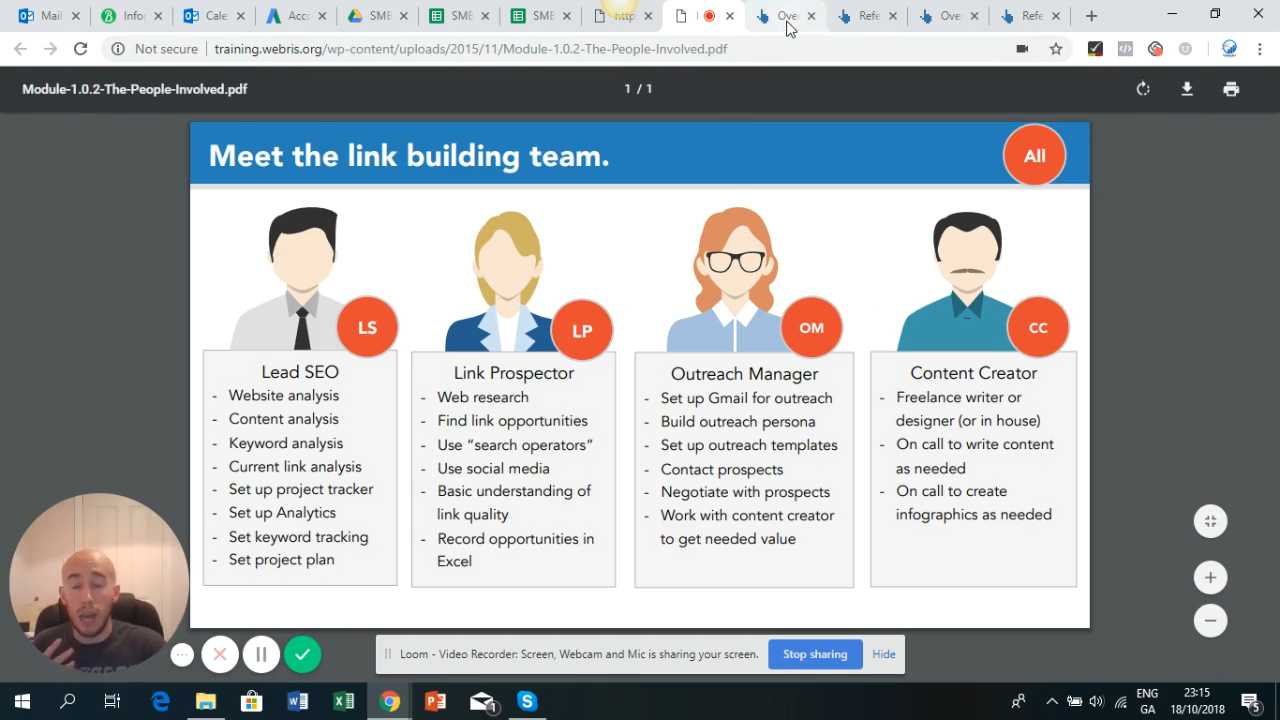 Mail
Info
Cale
Acc
SME
SME
SME
http
Ove
Refe
Ove
Refe
Not secure
training.webris.org/wp-content/uploads/2015/11/Module-1.0.2-The-People-Involved.pdf
Module-1.0.2-The-People-Involved.pdf
1 / 1
Meet the link building team.
All
LS
LP
OM
CC
Lead SEO
- Website analysis
- Content analysis
- Keyword analysis
- Current link analysis
- Set up project tracker
- Set up Analytics
- Set keyword tracking
- Set project plan
Link Prospector
- Web research
- Find link opportunities
- Use “search operators”
- Use social media
- Basic understanding of
link quality
- Record opportunities in
Excel
Outreach Manager
- Set up Gmail for outreach
- Build outreach persona
- Set up outreach templates
- Contact prospects
- Negotiate with prospects
- Work with content creator
to get needed value
Content Creator
- Freelance writer or
designer (or in house)
- On call to write content
as needed
- On call to create
infographics as needed
Loom - Video Recorder: Screen, Webcam and Mic is sharing your screen.
Stop sharing
Hide
ENG
GA
23:15
18/10/2018
1
5